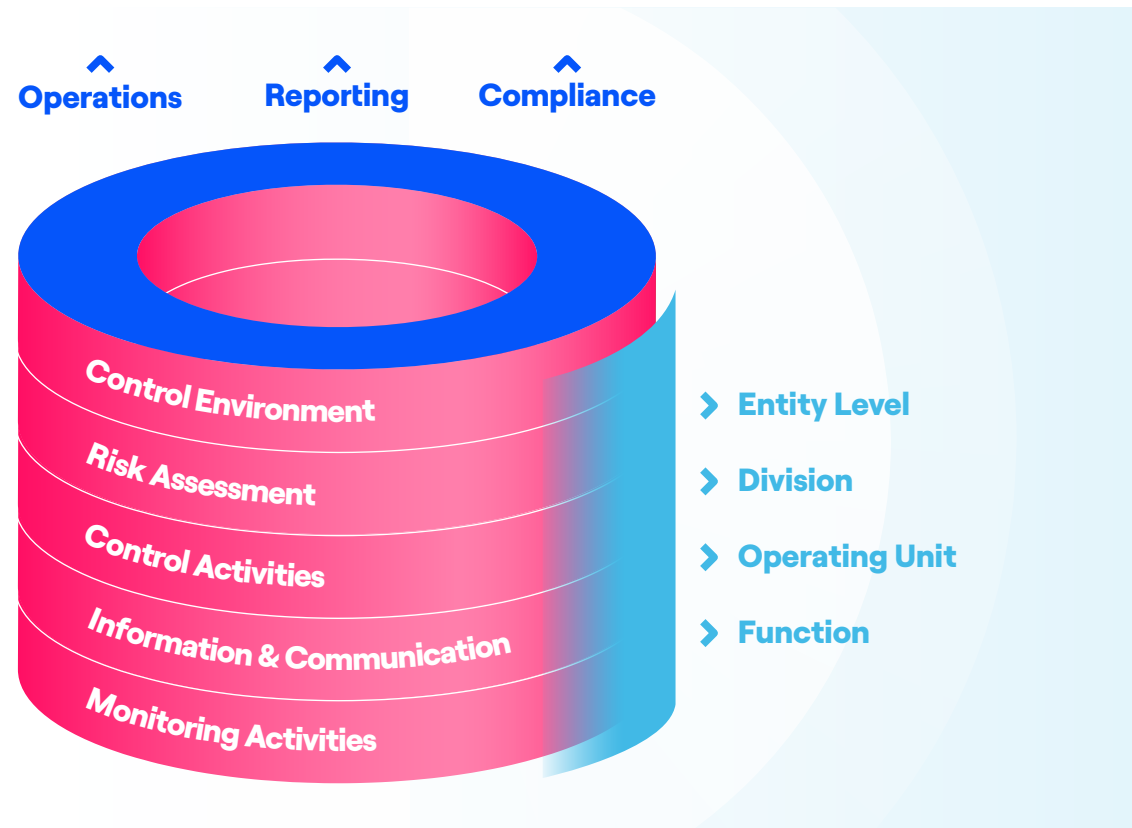 Operations
Reporting
Compliance
Control Environment
Risk Assessment
Control Activities
Information & Communication
Monitoring Activities
Entity Level
Division
Operating Unit
Function